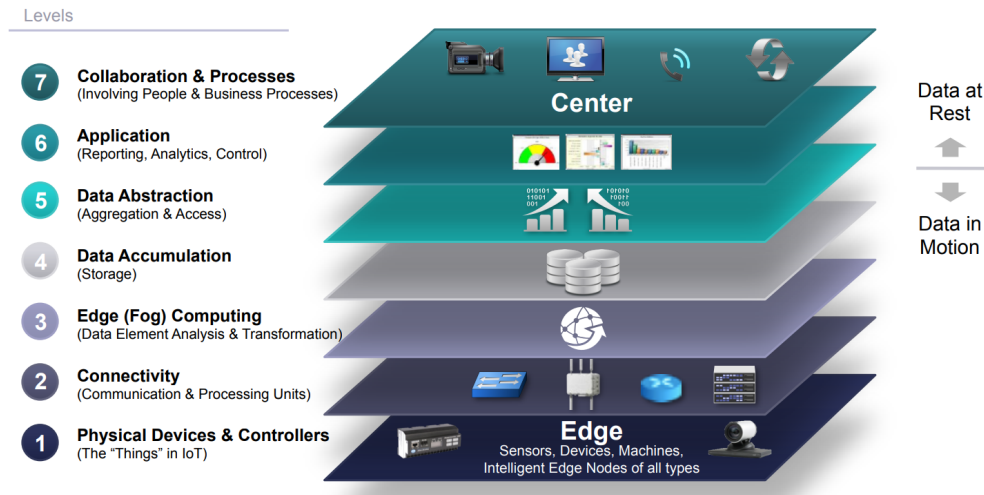 Levels
7
Collaboration & Processes
(Involving People & Business Processes)
6
Application
(Reporting, Analytics, Control)
5
Data Abstraction
(Aggregation & Access)
4
Data Accumulation
(Storage)
3
Edge (Fog) Computing
(Data Element Analysis & Transformation)
2
Connectivity
(Communication & Processing Units)
1
Physical Devices & Controllers
(The “Things” in IoT)
Center
010101
11001
001
Edge
Sensors, Devices, Machines,
Intelligent Edge Nodes of all types
Data at
Rest
Data in
Motion